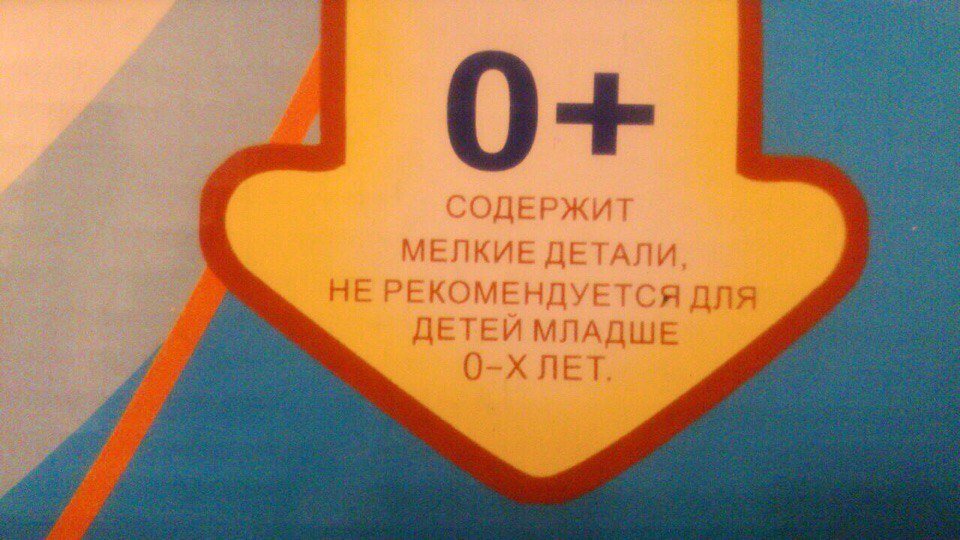 0+
СОДЕРЖИТ
МЕЛКИЕ ДЕТАЛИ,
НЕ РЕКОМЕНДУЕТСЯ ДЛЯ
ДЕТЕЙ МЛАДШЕ
0-Х ЛЕТ.